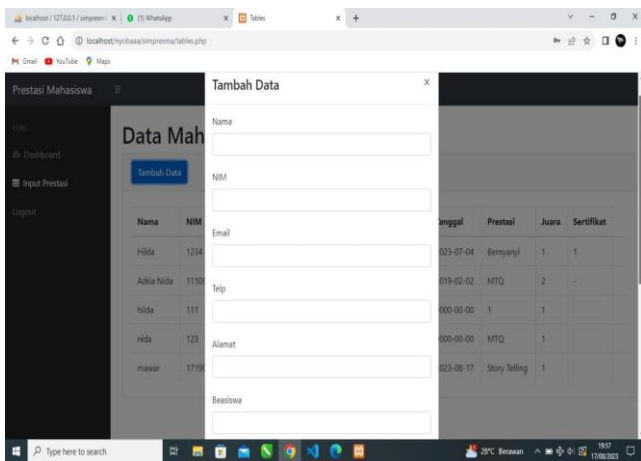 localhost / 127.0.0.1 / simpresm
(1) WhatsApp
Tables
localhost/nyobaaa/simpresma/tables.php
Gmail YouTube Maps
Prestasi Mahasiswa
Tambah Data
X
CORE
Dashboard
Input Prestasi
Logout
Data Mah
Tambah Data
Nama
NIM
Email
Telp
Alamat
Beasiswa
Nama NIM anggal Prestasi Juara Sertifikat
Hilda 1234 023-07-04 Bernyanyi 1 1
Azkia Nida 11109 019-02-02 MTQ 2 -
hilda 111 000-00-00 1 1
nida 123 000-00-00 MTQ 1
mawar 17190 023-08-17 Story Telling 1
Type here to search
28°C Berawan
19:57
17/08/2023